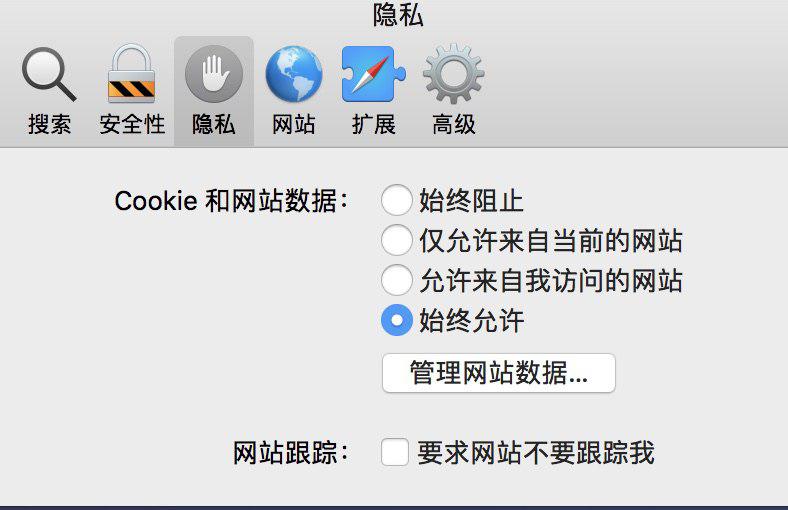 隐私
搜索 安全性 隐私 网站 扩展 高级
Cookie 和网站数据: 始终阻止
仅允许来自当前的网站
允许来自我访问的网站
始终允许
管理网站数据...
网站跟踪: 要求网站不要跟踪我